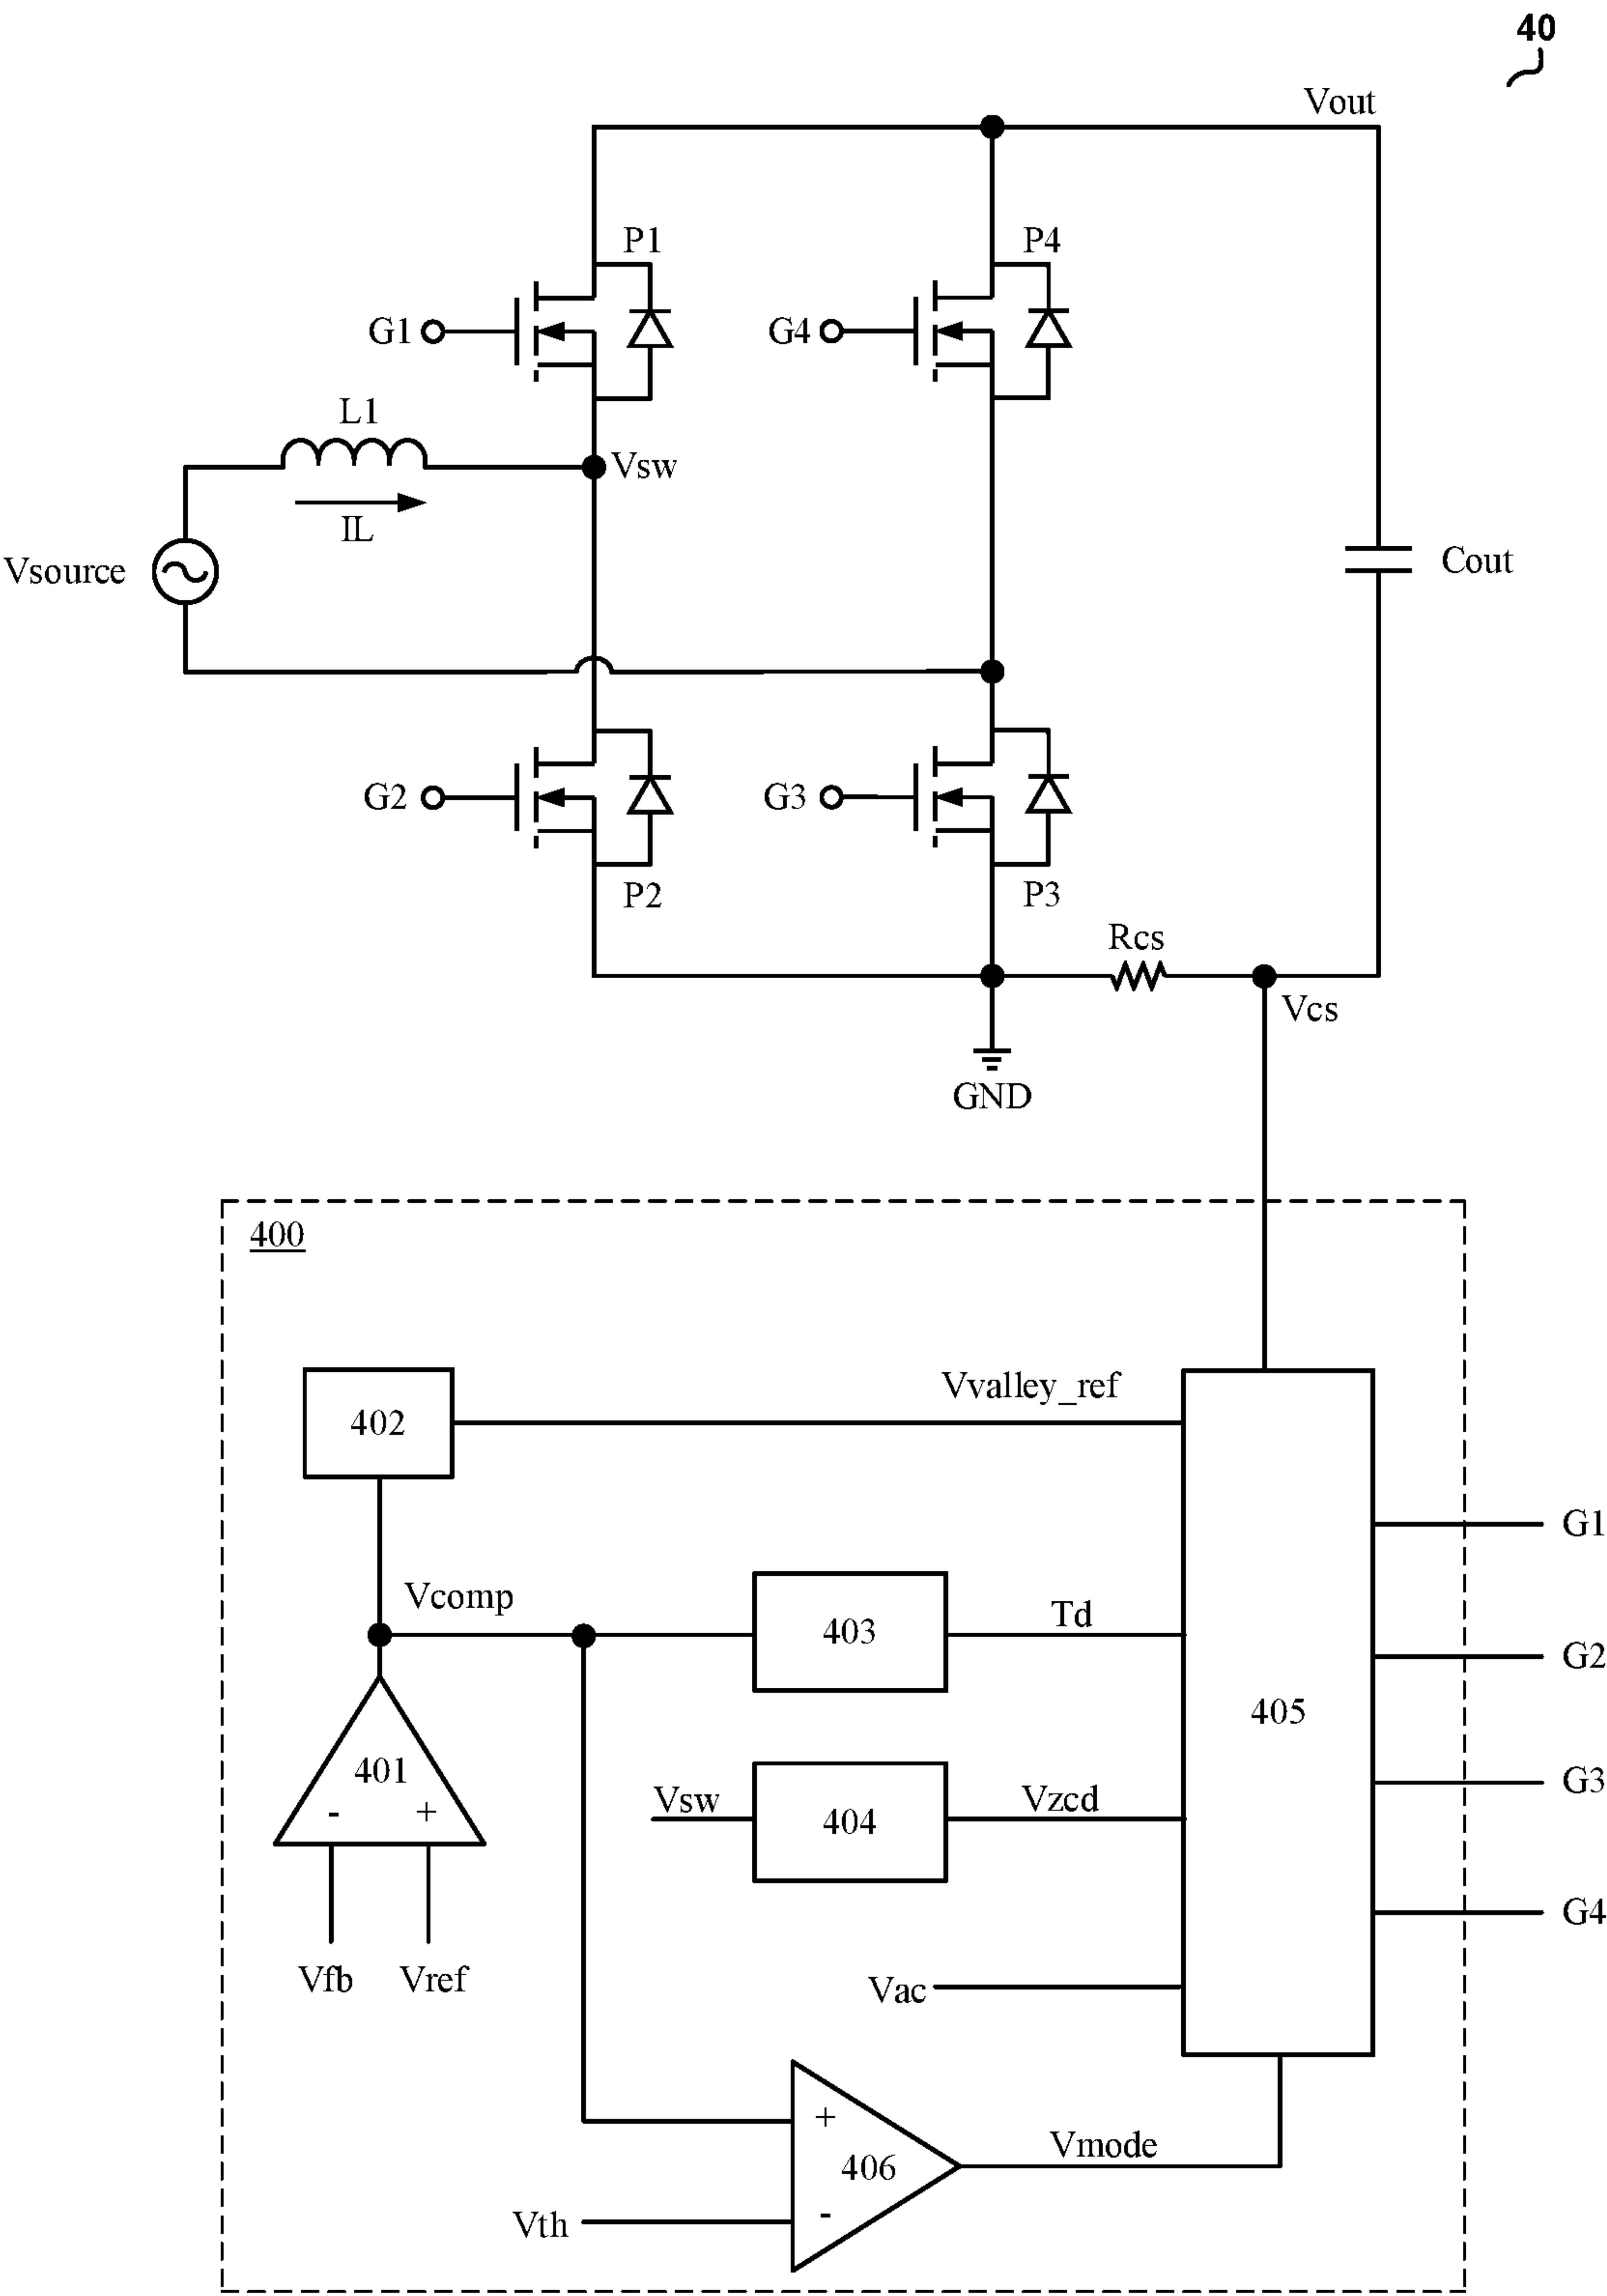 40
Vout
P1
P4
G1
G4
L1
Vsw
IL
Vsource
Cout
G2
G3
P2
P3
Rcs
Vcs
GND
400
Vvalley_ref
402
G1
Vcomp
Td
403
G2
405
401
- +
Vsw
Vzcd
404
G3
G4
Vfb Vref
Vac
+
406
Vmode
-
Vth